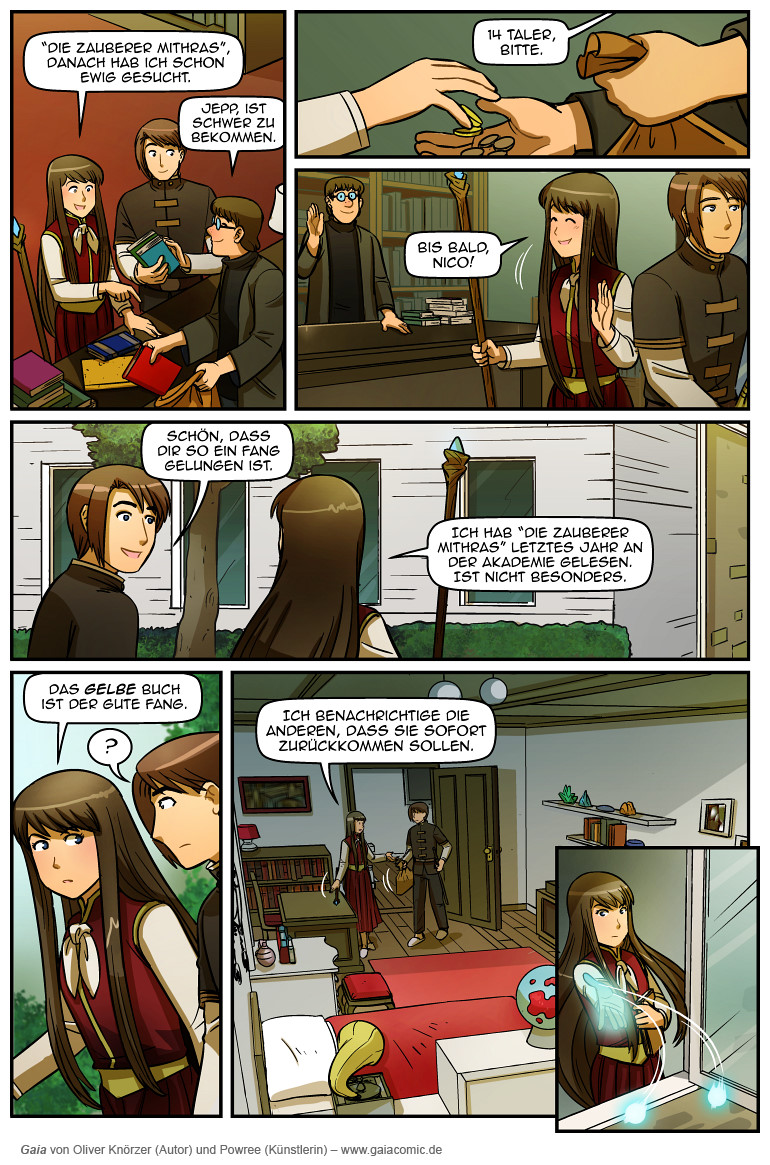 "DIE ZAUBERER MITHRAS",
DANACH HAB ICH SCHON
EWIG GESUCHT.
JEPP, IST
SCHWER ZU
BEKOMMEN.
14 TALER,
BITTE.
BIS BALD,
NICO!
SCHÖN, DASS
DIR SO EIN FANG
GELUNGEN IST.
ICH HAB "DIE ZAUBERER
MITHRAS" LETZTES JAHR AN
DER AKADEMIE GELESEN.
IST NICHT BESONDERS.
DAS GELBE BUCH
IST DER GUTE FANG.
?
ICH BENACHRICHTIGE DIE
ANDEREN, DASS SIE SOFORT
ZURÜCKKOMMEN SOLLEN.
Gaia von Oliver Knörzer (Autor) und Powree (Künstlerin) – www.gaiacomic.de